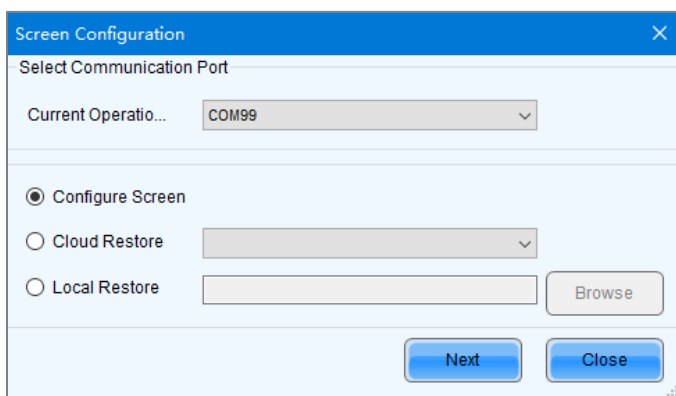 Screen Configuration
Select Communication Port
Current Operatio... COM99
Configure Screen
Cloud Restore
Local Restore Browse
Next Close